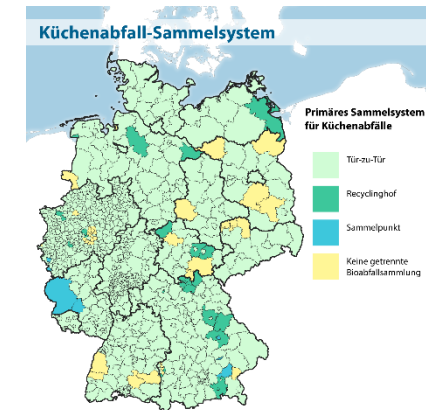 Küchenabfall-Sammelsystem
Primäres Sammelsystem
für Küchenabfälle
Tür-zu-Tür
Recyclinghof
Sammelpunkt
Keine getrennte
Bioabfallsammlung